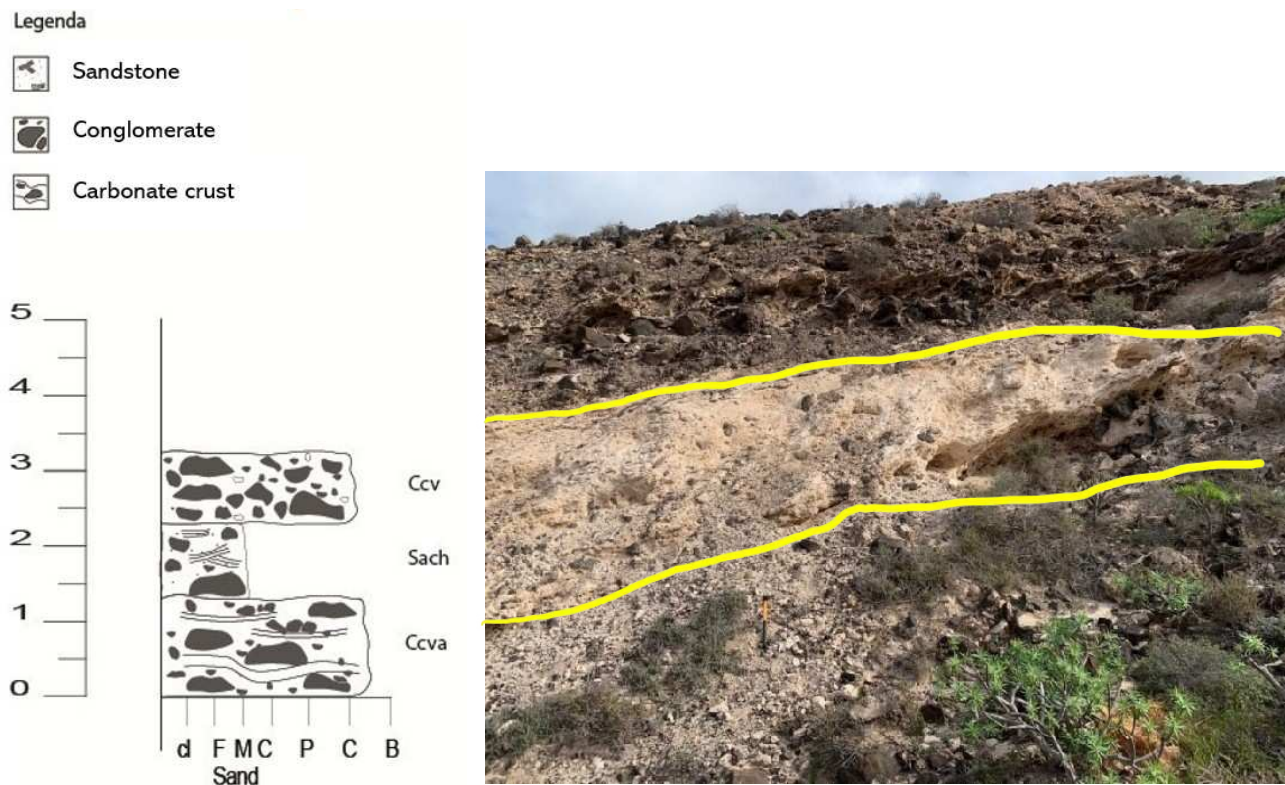 Legenda
Sandstone
Conglomerate
Carbonate crust
5
4
3
2
1
0
Ccv
Sach
Ccva
d F M C P C B
Sand